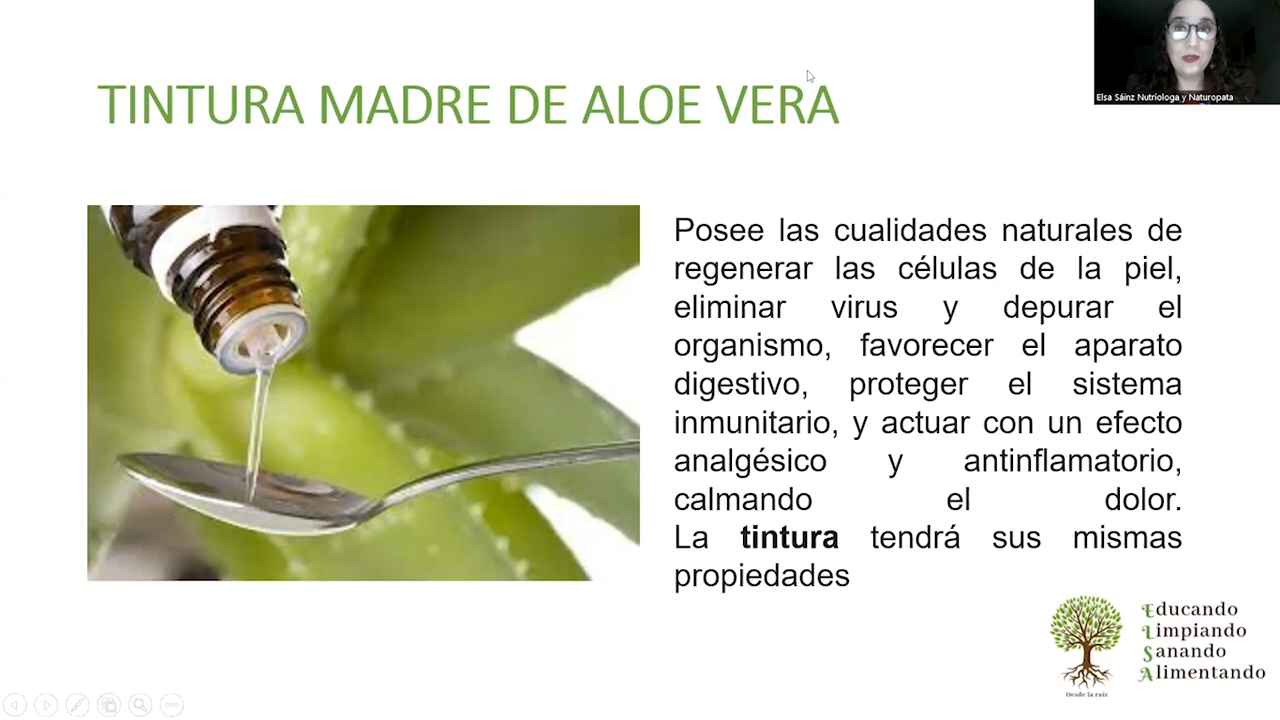 Elsa Sáinz Nutriologa y Naturopata
TINTURA MADRE DE ALOE VERA
Posee las cualidades naturales de
regenerar las células de la piel,
eliminar virus y depurar el
organismo, favorecer el aparato
digestivo, proteger el sistema
inmunitario, y actuar con un efecto
analgésico y antinflamatorio,
calmando el dolor.
La tintura tendrá sus mismas
propiedades
Educando
Limpiando
Sanando
Alimentando
Desde la raíz